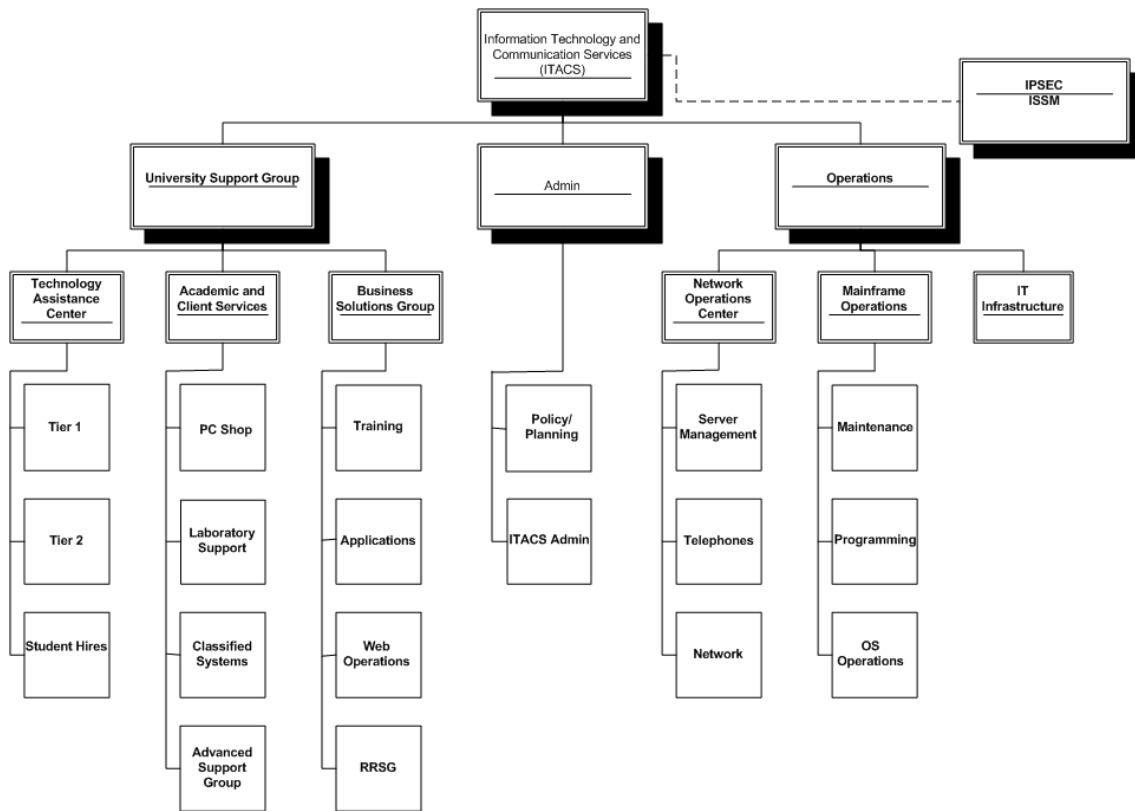 Information Technology and
Communication Services
(ITACS)
IPSEC
ISSM
University Support Group
Admin
Operations
Technology
Assistance
Center
Academic and
Client Services
Business
Solutions Group
Network
Operations
Center
Mainframe
Operations
IT
Infrastructure
Tier 1
PC Shop
Training
Policy/
Planning
Server
Management
Maintenance
Tier 2
Laboratory
Support
Applications
ITACS Admin
Telephones
Programming
Student Hires
Classified
Systems
Web
Operations
Network
OS
Operations
Advanced
Support
Group
RRSG